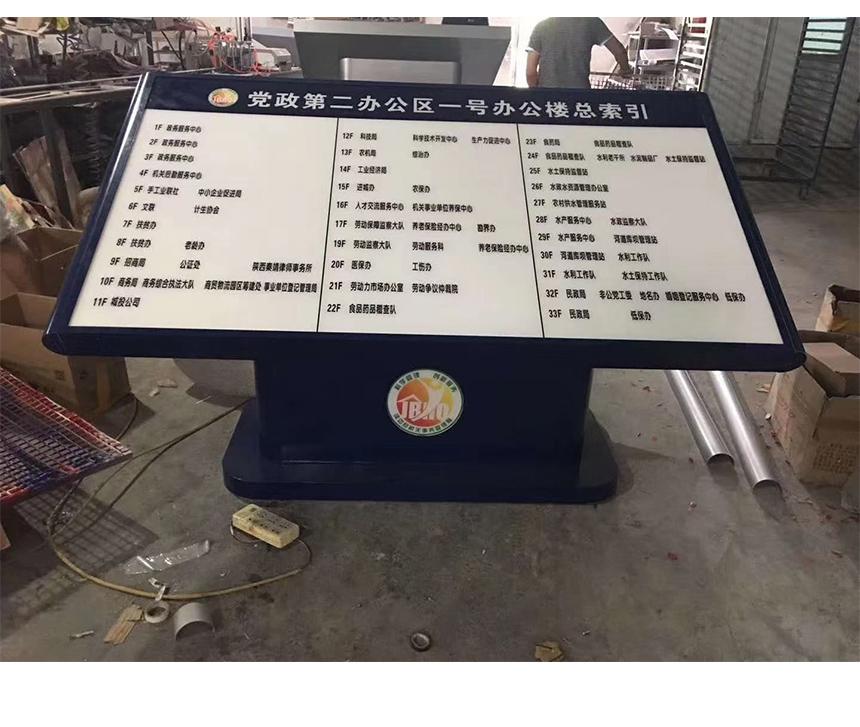 党政第二办公区一号办公楼总索引
1F 政务服务中心
2F 政务服务中心
3F 政务服务中心
4F 机关后勤服务中心
5F 手工业联社 中小企业促进局
6F 文联 计生协会
7F 扶贫办
8F 扶贫办 老龄办
9F 招商局 公证处 陕西秦靖律师事务所
10F 商务局 商务综合执法大队 商贸物流园区筹建处 事业单位登记管理局
11F 城投公司
12F 科技局 科学技术开发中心 生产力促进中心
13F 农机局 综治办
14F 工业经济局
15F 进城办 农保办
16F 人才交流服务中心 机关事业单位养保中心
17F 劳动保障监察大队 养老保险经办中心 勘界办
19F 劳动监察大队 劳动服务科 养老保险经办中心
20F 医保办 工伤办
21F 劳动力市场办公室 劳动争议仲裁院
22F 食品药品稽查队
23F 食药局 食品药品稽查队
24F 食品药品稽查队 水利老干所 水泥制品厂 水土保持监督站
25F 水土保持监督站
26F 水政水资源管理办公室
27F 农村供水管理服务站
28F 水产服务中心 水政监察大队
29F 水产服务中心 河道库坝管理站
30F 河道库坝管理站 水利工作队
31F 水利工作队 水土保持工作队
32F 民政局 非公党工委 地名办 婚姻登记服务中心 低保办
33F 民政局 低保办
JBHQ
JBHQ